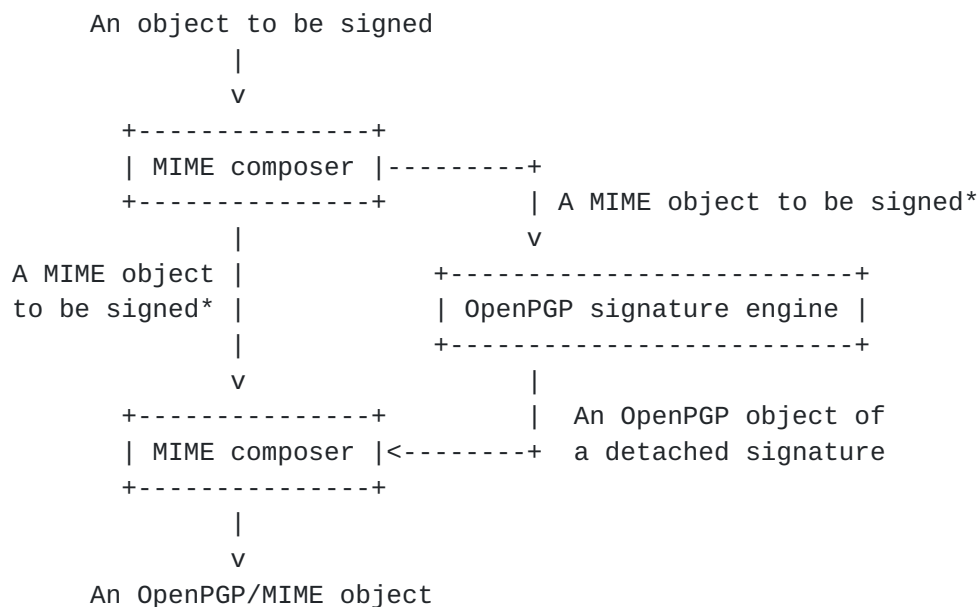 An object to be signed
|
v
+---------------+
| MIME composer |---------+
+---------------+         | A MIME object to be signed*
|                  v
A MIME object |            +--------------------------+
to be signed* |            | OpenPGP signature engine |
|            +--------------------------+
v                  |
+---------------+         |  An OpenPGP object of
| MIME composer |<--------+  a detached signature
+---------------+
|
v
An OpenPGP/MIME object